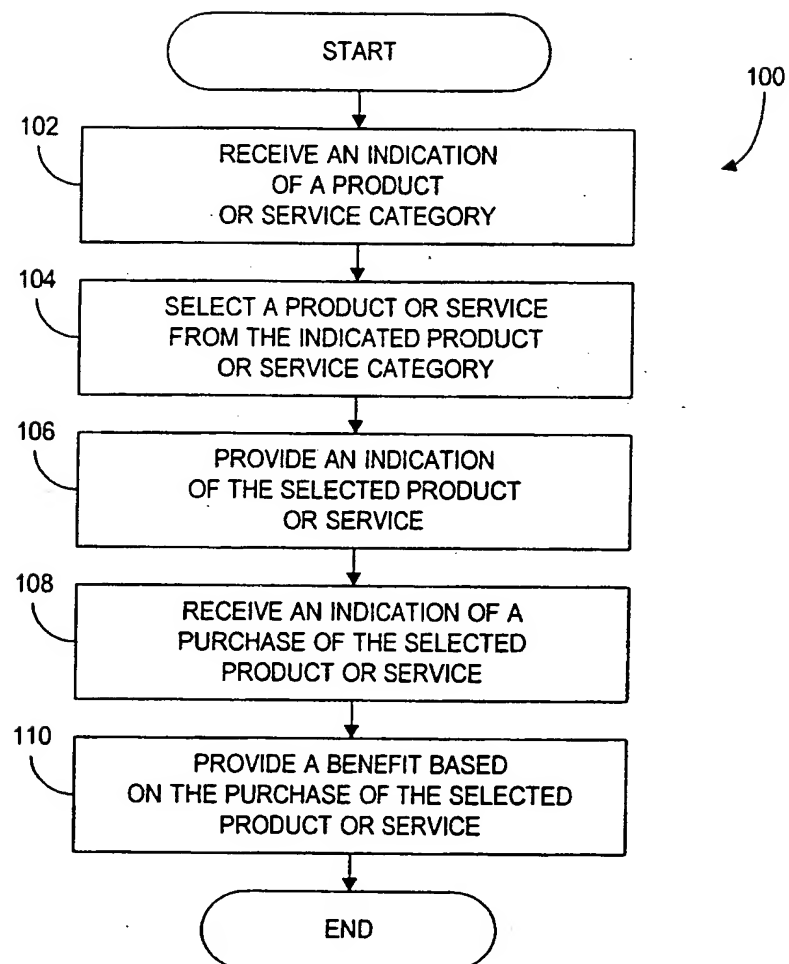 START
100
102
RECEIVE AN INDICATION
OF A PRODUCT
OR SERVICE CATEGORY
104
SELECT A PRODUCT OR SERVICE
FROM THE INDICATED PRODUCT
OR SERVICE CATEGORY
106
PROVIDE AN INDICATION
OF THE SELECTED PRODUCT
OR SERVICE
108
RECEIVE AN INDICATION OF A
PURCHASE OF THE SELECTED
PRODUCT OR SERVICE
110
PROVIDE A BENEFIT BASED
ON THE PURCHASE OF THE SELECTED
PRODUCT OR SERVICE
END